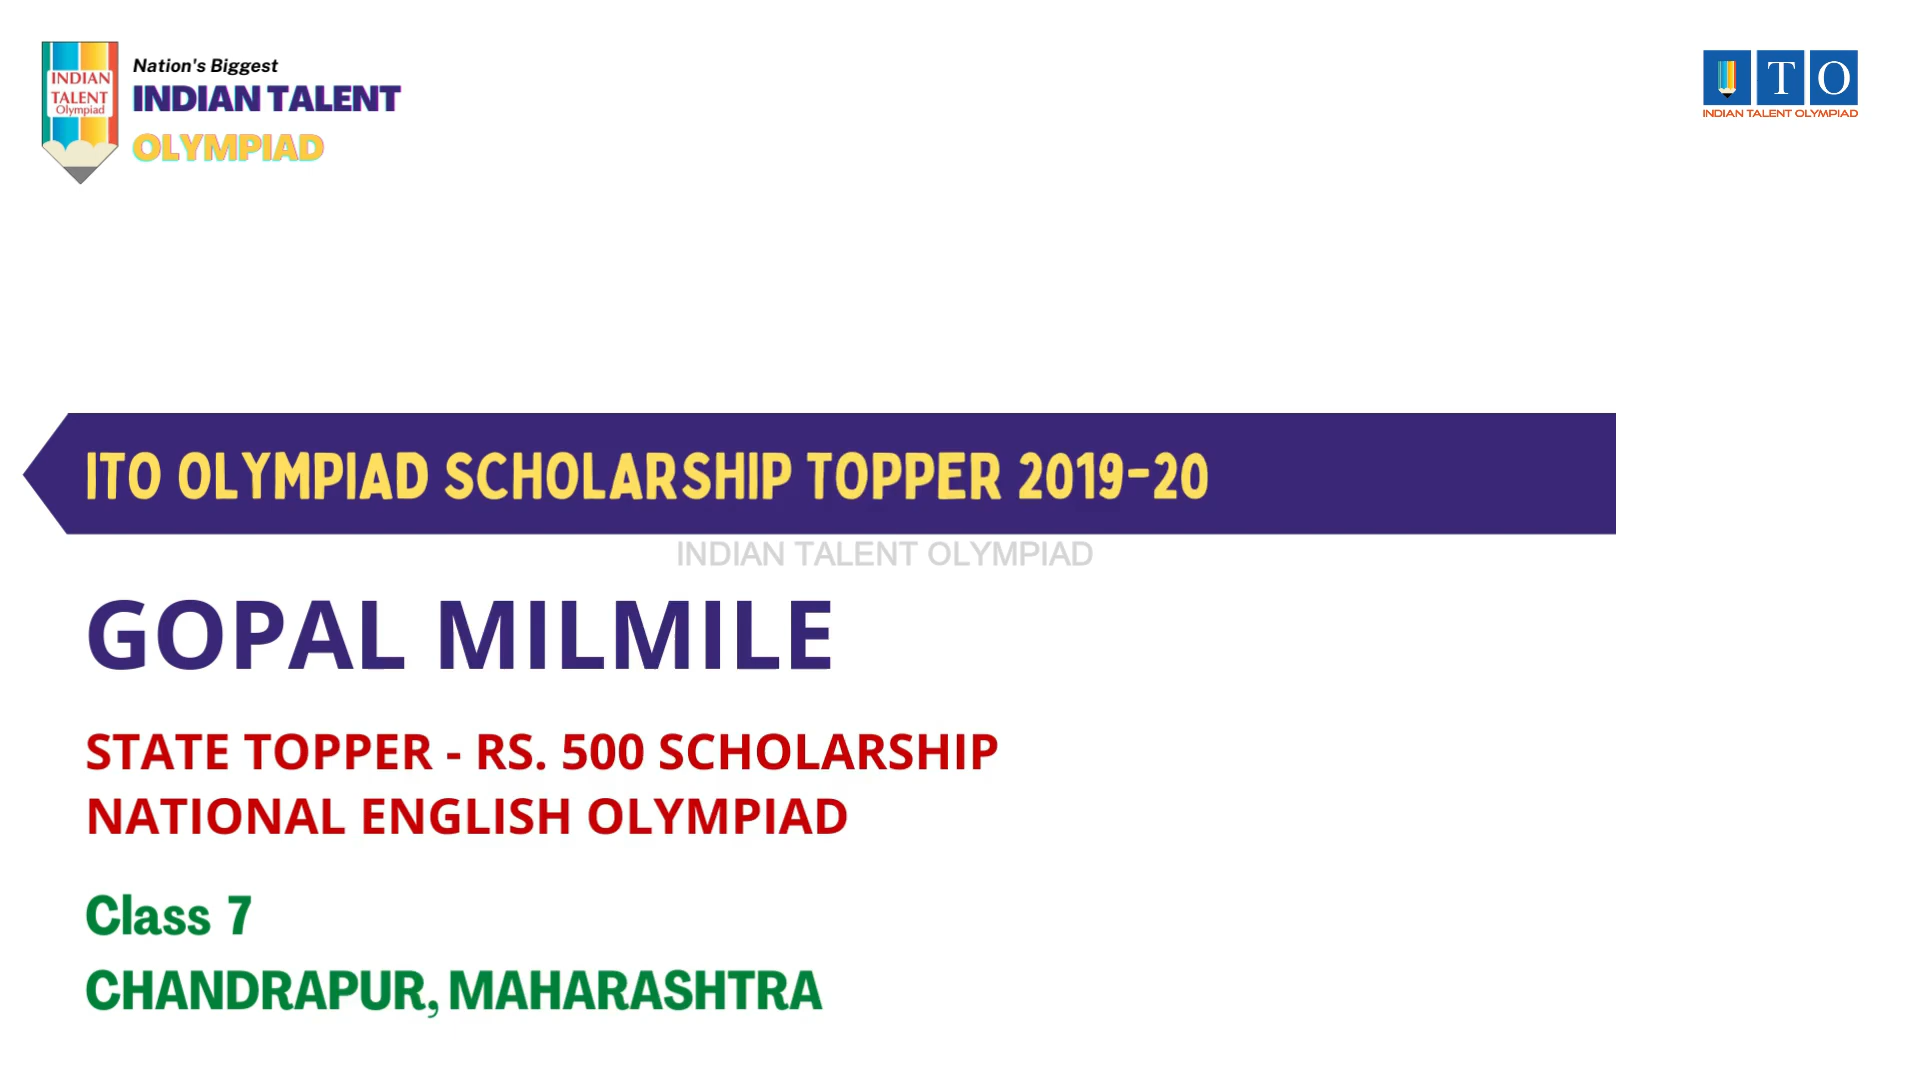 Nation's Biggest
INDIAN TALENT
OLYMPIAD
INDIAN
TALENT
Olympiad
TO
INDIAN TALENT OLYMPIAD
ITO OLYMPIAD SCHOLARSHIP TOPPER 2019-20
INDIAN TALENT OLYMPIAD
GOPAL MILMILE
STATE TOPPER - RS. 500 SCHOLARSHIP
NATIONAL ENGLISH OLYMPIAD
Class 7
CHANDRAPUR, MAHARASHTRA